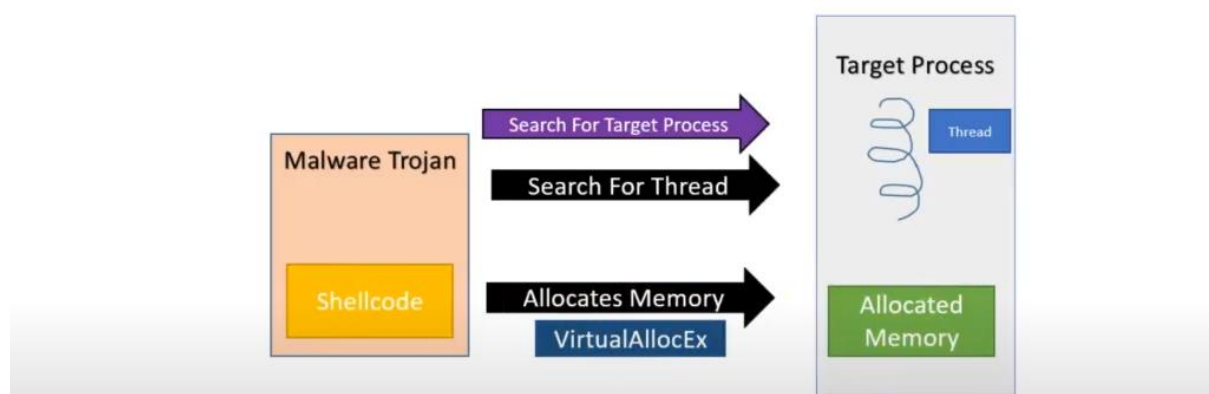 Target Process
Search For Target Process
Thread
Malware Trojan
Search For Thread
Shellcode
Allocates Memory
Allocated
Memory
VirtualAllocEx